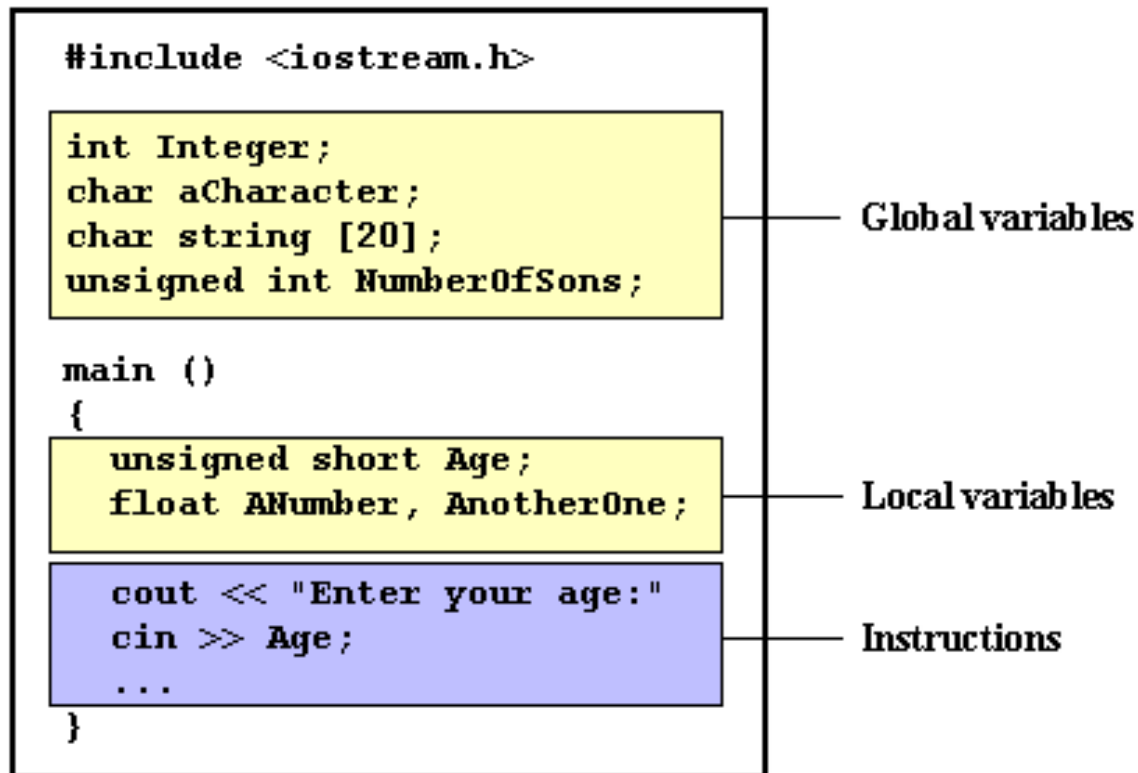 #include <iostream.h>
int Integer;
char aCharacter;
char string [20];
unsigned int NumberOfSons;
Global variables
main ()
{
unsigned short Age;
float ANumber, AnotherOne;
Local variables
cout << "Enter your age:"
cin >> Age;
...
Instructions
}